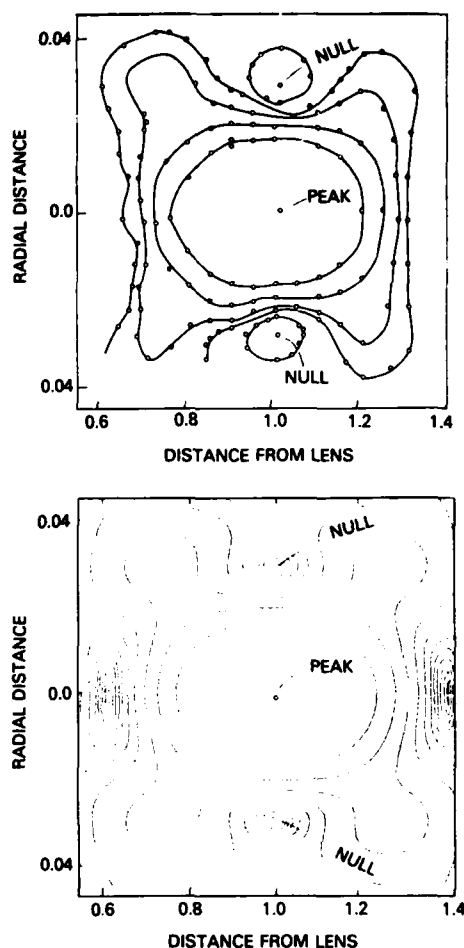 0.04
NULL
RADIAL DISTANCE
0.0
PEAK
NULL
0.04
0.6 0.8 1.0 1.2 1.4
DISTANCE FROM LENS
0.04
NULL
RADIAL DISTANCE
PEAK
0.0
NULL
0.04
0.6 0.8 1.0 1.2 1.4
DISTANCE FROM LENS